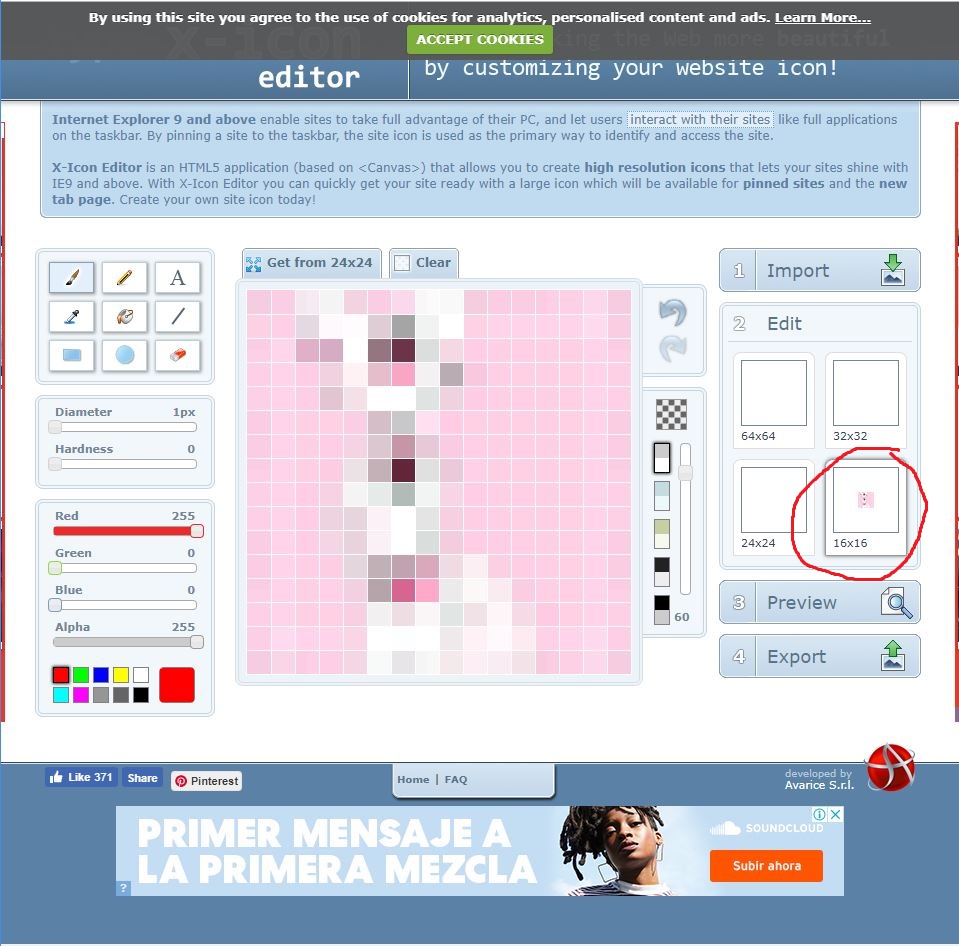 By using this site you agree to the use of cookies for analytics, personalised content and ads. Learn More...
ACCEPT COOKIES
x-icon
king the Web more beautiful
editor
by customizing your website icon!
Internet Explorer 9 and above enable sites to take full advantage of their PC, and let users interact with their sites like full applications
on the taskbar. By pinning a site to the taskbar, the site icon is used as the primary way to identify and access the site.
X-Icon Editor is an HTML5 application (based on <Canvas>) that allows you to create high resolution icons that lets your sites shine with
IE9 and above. With X-Icon Editor you can quickly get your site ready with a large icon which will be available for pinned sites and the new
tab page. Create your own site icon today!
Get from 24x24
Clear
A
Diameter 1px
Hardness 0
Red 255
Green 0
Blue 0
Alpha 255
60
1 Import
2 Edit
64x64
32x32
24x24
16x16
3 Preview
4 Export
Like 371
Share
Pinterest
Home | FAQ
developed by
Avarice S.r.l.
PRIMER MENSAJE A
LA PRIMERA MEZCLA
SOUNDCLOUD
Subir ahora
?